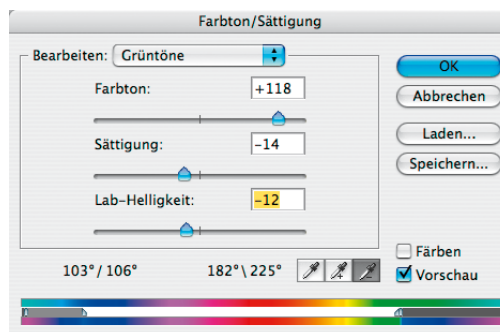 Farbton/Sättigung
Bearbeiten: Grüntöne
OK
Farbton: +118
Abbrechen
Sättigung: -14
Laden...
Speichern...
Lab-Helligkeit: -12
Färben
103°/ 106° 182°\ 225°
Vorschau